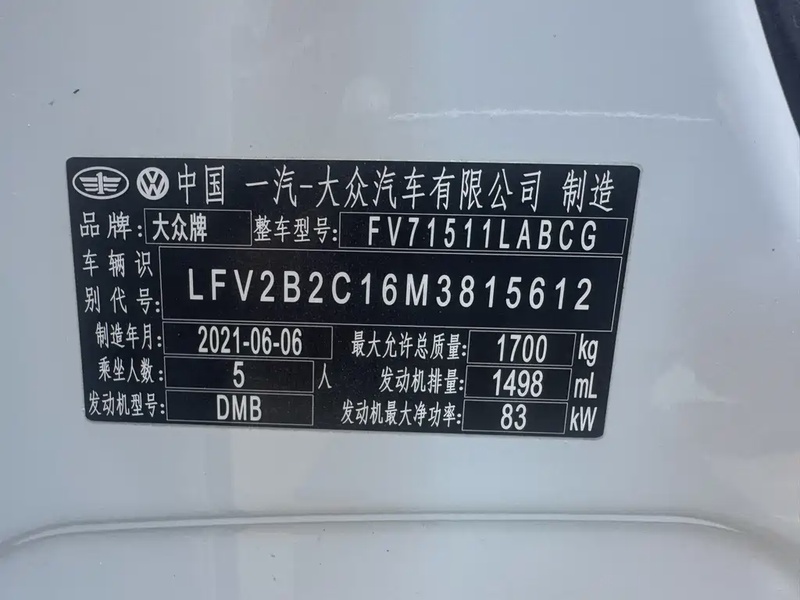 中国 一汽-大众汽车有限公司 制造
品牌: 大众牌 整车型号: FV71511LABCG
车辆识别代号: LFV2B2C16M3815612
制造年月: 2021-06-06 最大允许总质量: 1700 kg
乘坐人数: 5 人 发动机排量: 1498 mL
发动机型号: DMB 发动机最大净功率: 83 kW